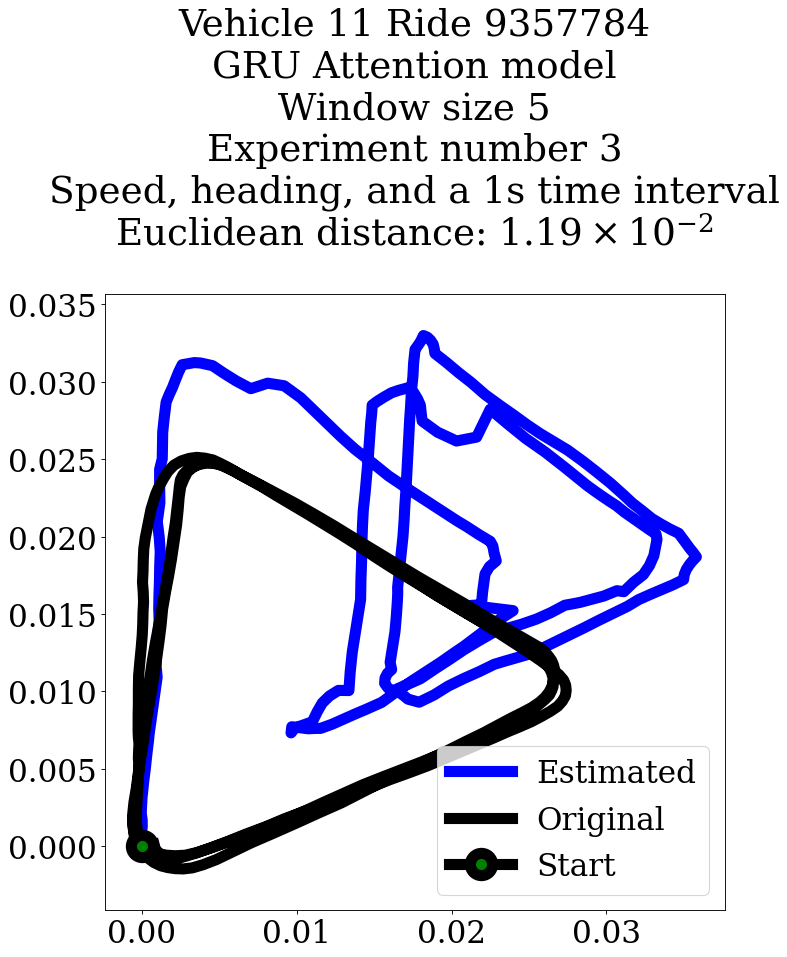 Vehicle 11 Ride 9357784
GRU Attention model
Window size 5
Experiment number 3
Speed, heading, and a 1s time interval
Euclidean distance: 1.19 × 10⁻²
0.035
0.030
0.025
0.020
0.015
0.010
0.005
0.000
Estimated
Original
Start
0.00 0.01 0.02 0.03